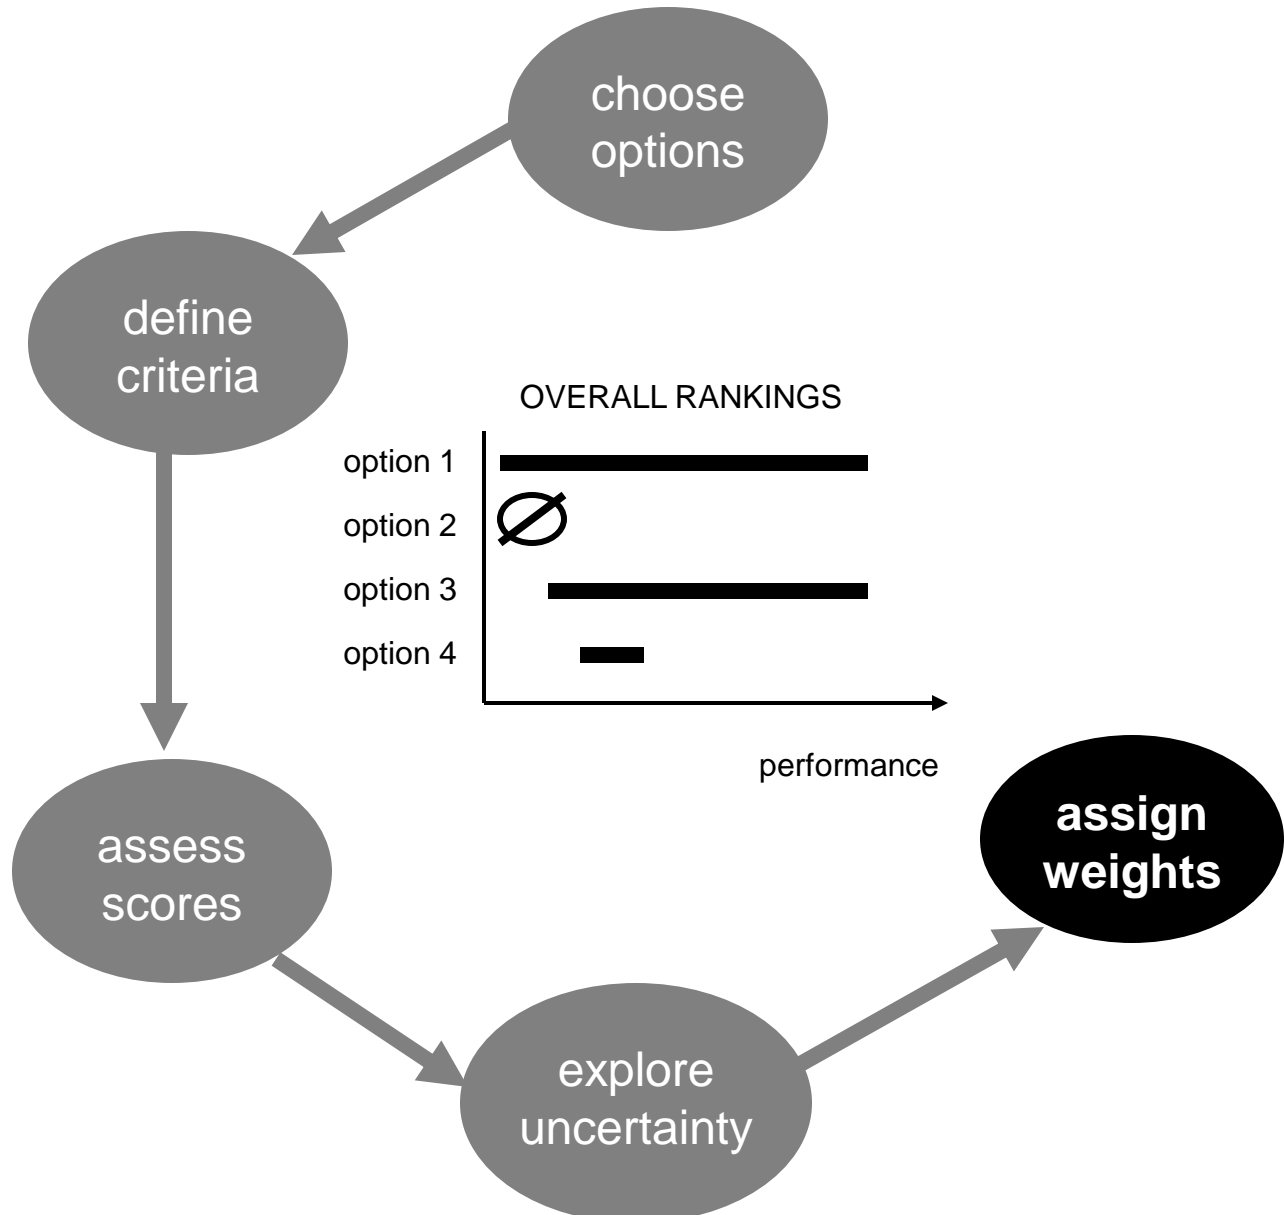 choose
options
define
criteria
OVERALL RANKINGS
option 1
option 2
option 3
option 4
performance
assign
weights
assess
scores
explore
uncertainty